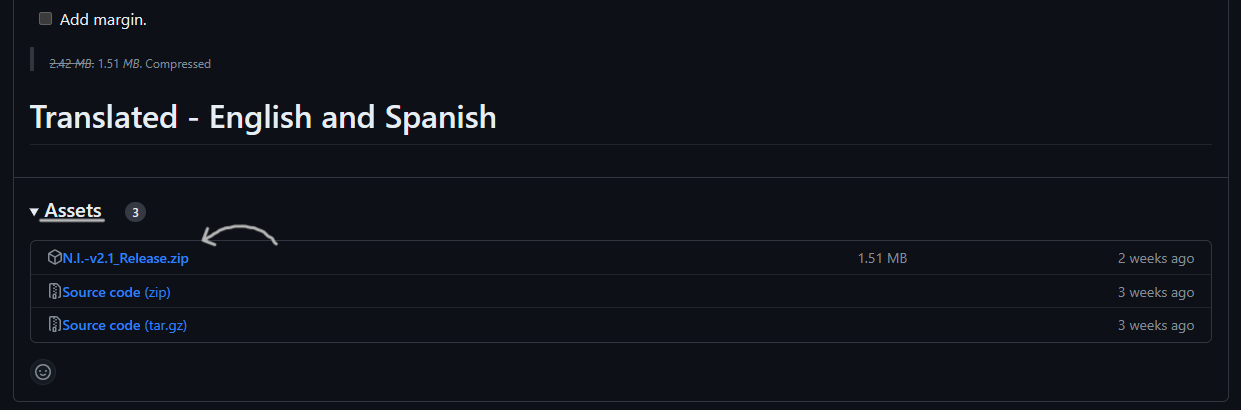 Add margin.
2.42 MB. 1.51 MB. Compressed
Translated - English and Spanish
Assets 3
N.I.-v2.1_Release.zip 1.51 MB 2 weeks ago
Source code (zip) 3 weeks ago
Source code (tar.gz) 3 weeks ago